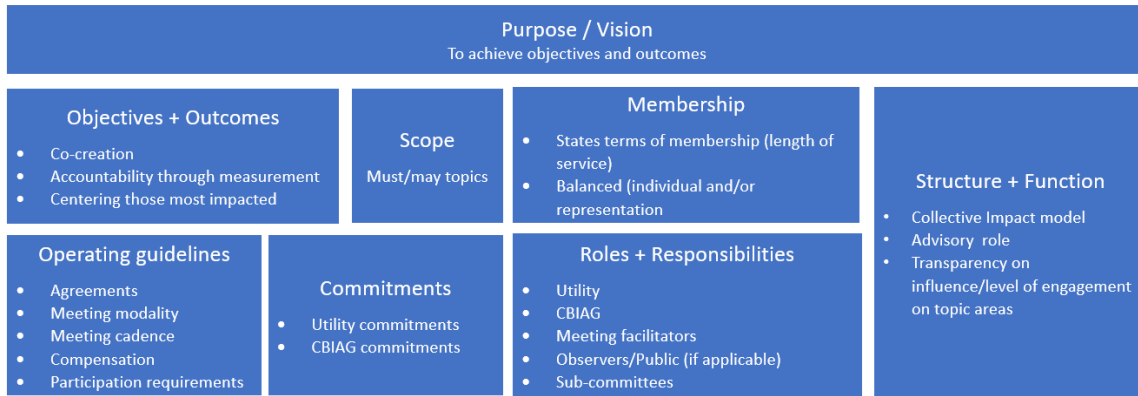 Purpose / Vision
To achieve objectives and outcomes
Objectives + Outcomes
• Co-creation
• Accountability through measurement
• Centering those most impacted
Scope
Must/may topics
Membership
• States terms of membership (length of
service)
• Balanced (individual and/or
representation
Structure + Function
• Collective Impact model
• Advisory role
• Transparency on
influence/level of engagement
on topic areas
Operating guidelines
• Agreements
• Meeting modality
• Meeting cadence
• Compensation
• Participation requirements
Commitments
• Utility commitments
• CBIAG commitments
Roles + Responsibilities
• Utility
• CBIAG
• Meeting facilitators
• Observers/Public (if applicable)
• Sub-committees